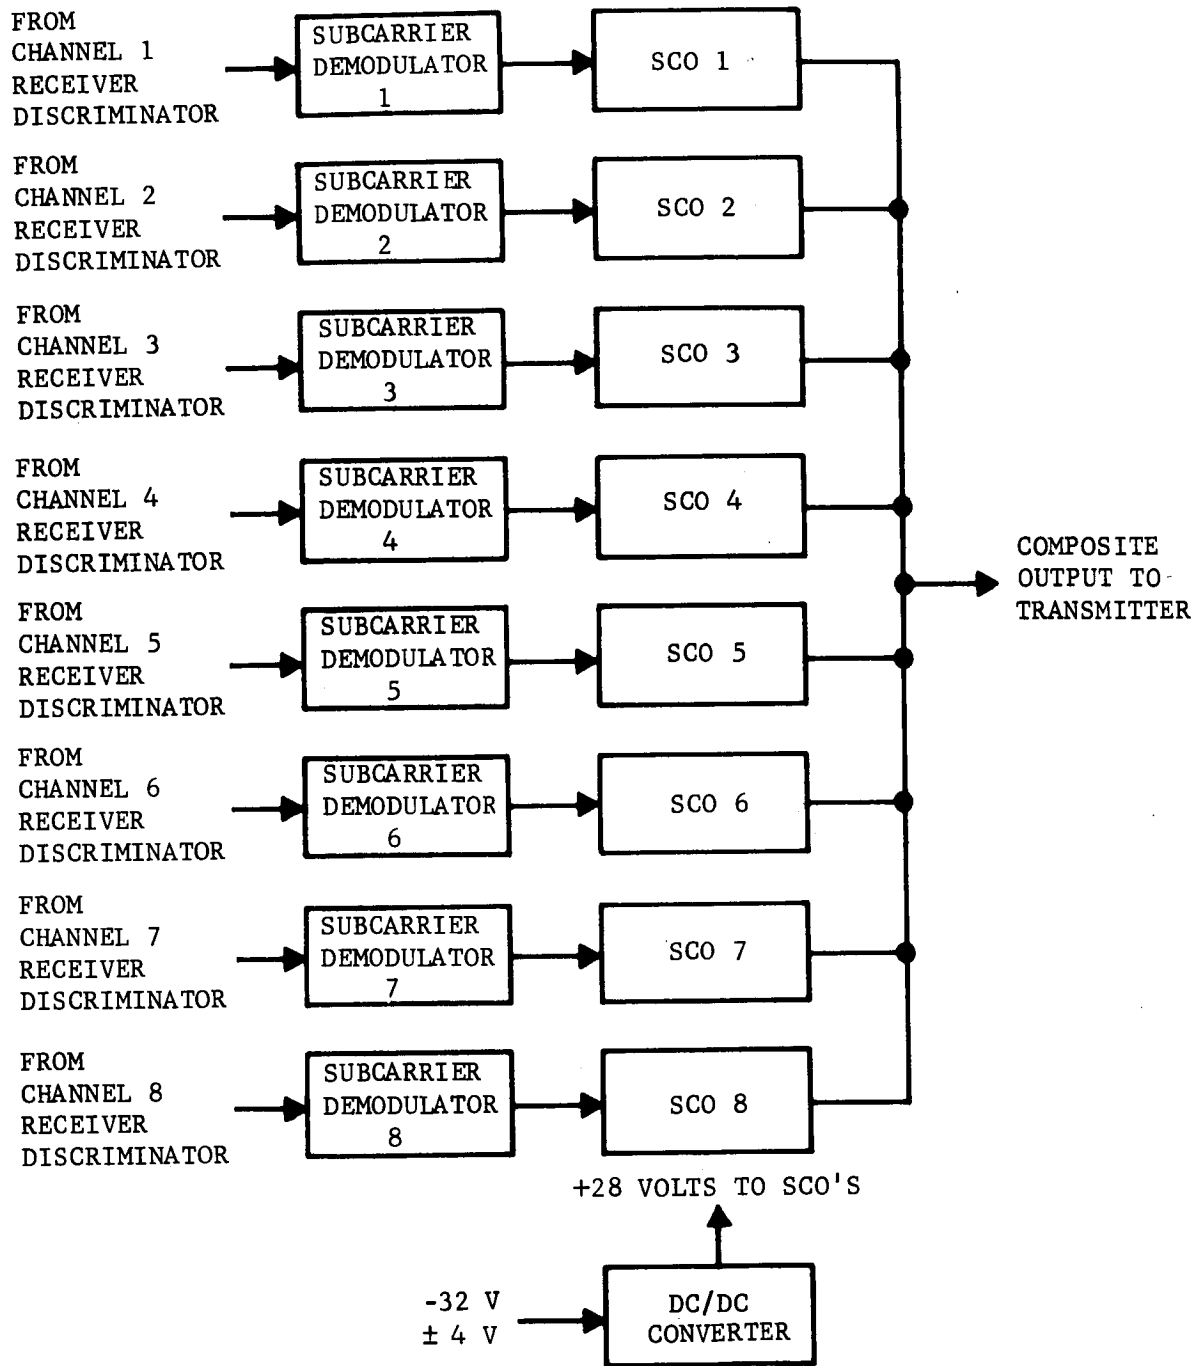 FROM
CHANNEL 1
RECEIVER
DISCRIMINATOR
SUBCARRIER
DEMODULATOR
1
SCO 1
FROM
CHANNEL 2
RECEIVER
DISCRIMINATOR
SUBCARRIER
DEMODULATOR
2
SCO 2
FROM
CHANNEL 3
RECEIVER
DISCRIMINATOR
SUBCARRIER
DEMODULATOR
3
SCO 3
FROM
CHANNEL 4
RECEIVER
DISCRIMINATOR
SUBCARRIER
DEMODULATOR
4
SCO 4
COMPOSITE
OUTPUT TO
TRANSMITTER
FROM
CHANNEL 5
RECEIVER
DISCRIMINATOR
SUBCARRIER
DEMODULATOR
5
SCO 5
FROM
CHANNEL 6
RECEIVER
DISCRIMINATOR
SUBCARRIER
DEMODULATOR
6
SCO 6
FROM
CHANNEL 7
RECEIVER
DISCRIMINATOR
SUBCARRIER
DEMODULATOR
7
SCO 7
FROM
CHANNEL 8
RECEIVER
DISCRIMINATOR
SUBCARRIER
DEMODULATOR
8
SCO 8
+28 VOLTS TO SCO'S
-32 V
± 4 V
DC/DC
CONVERTER